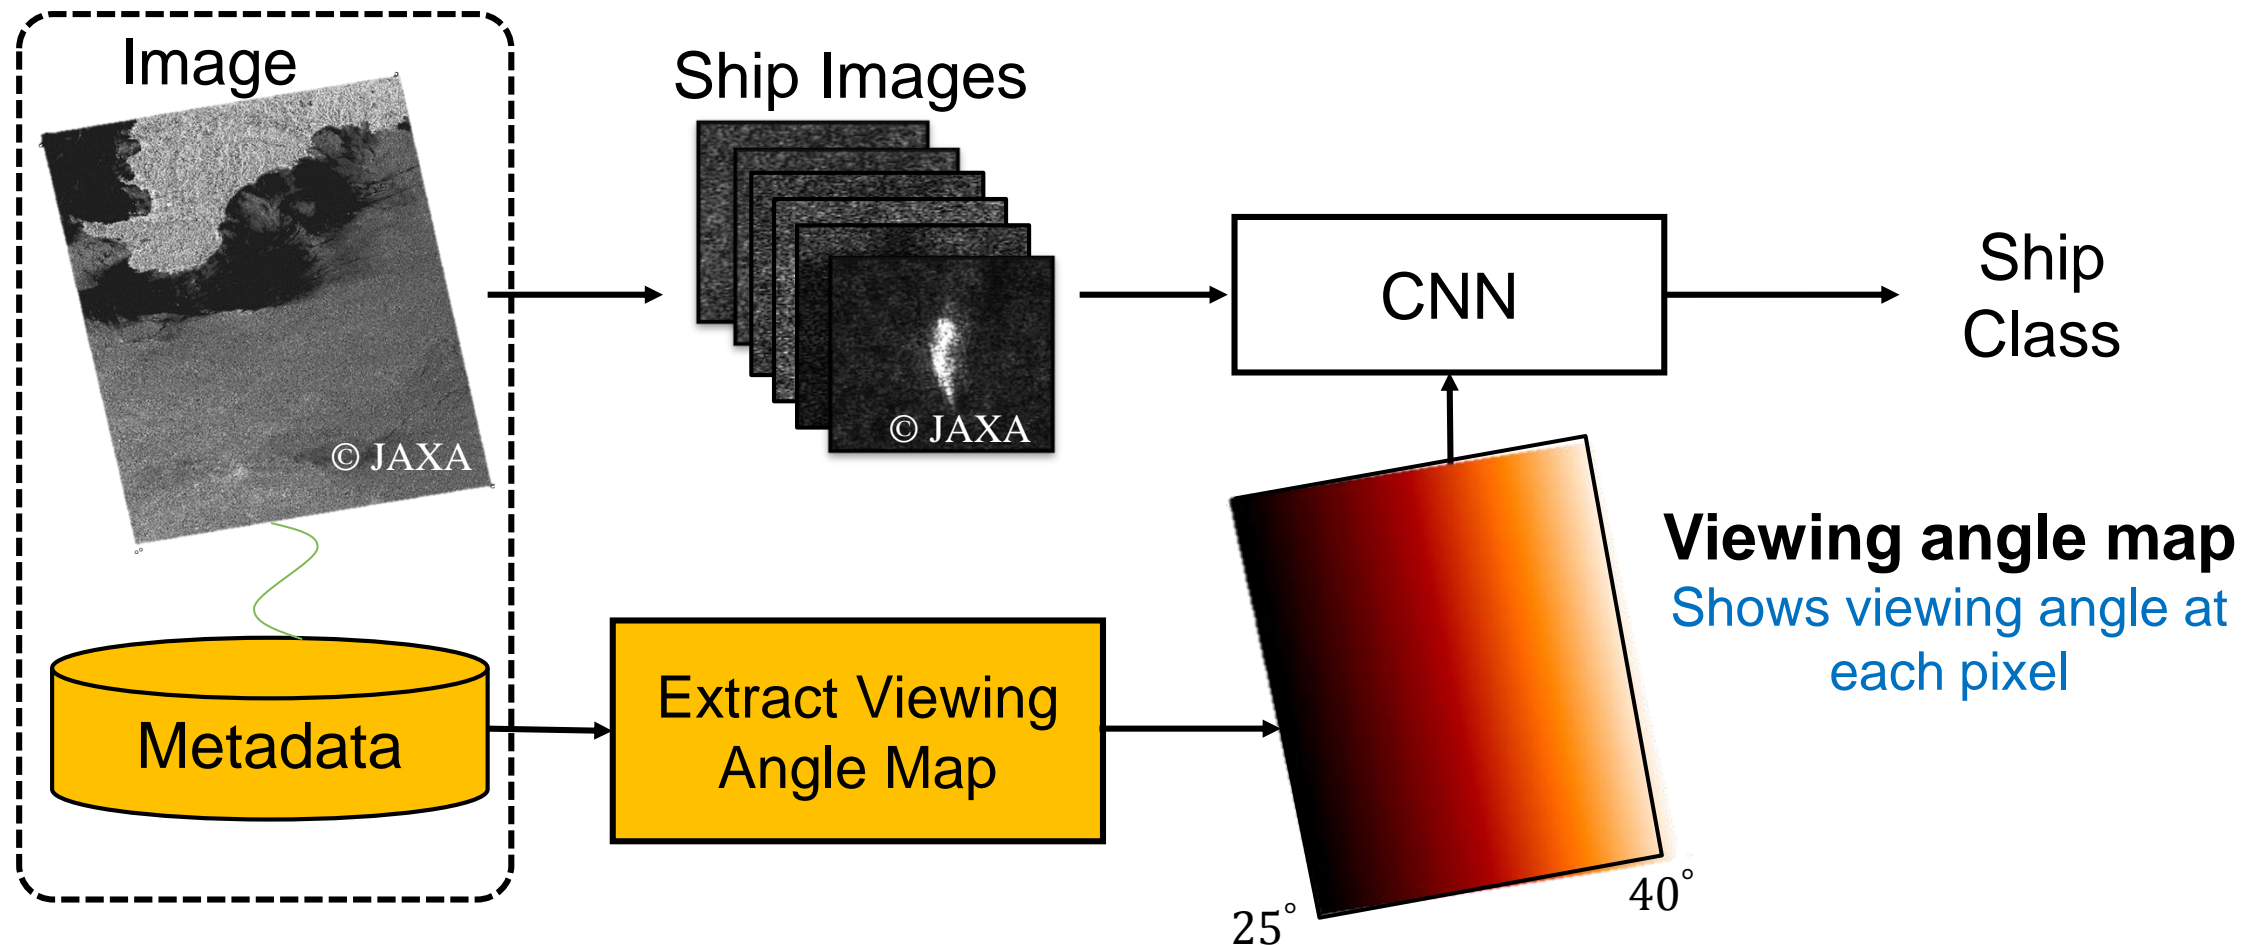 Image
© JAXA
Metadata
Ship Images
© JAXA
Extract Viewing
Angle Map
CNN
Ship
Class
Viewing angle map
Shows viewing angle at
each pixel
25°
40°